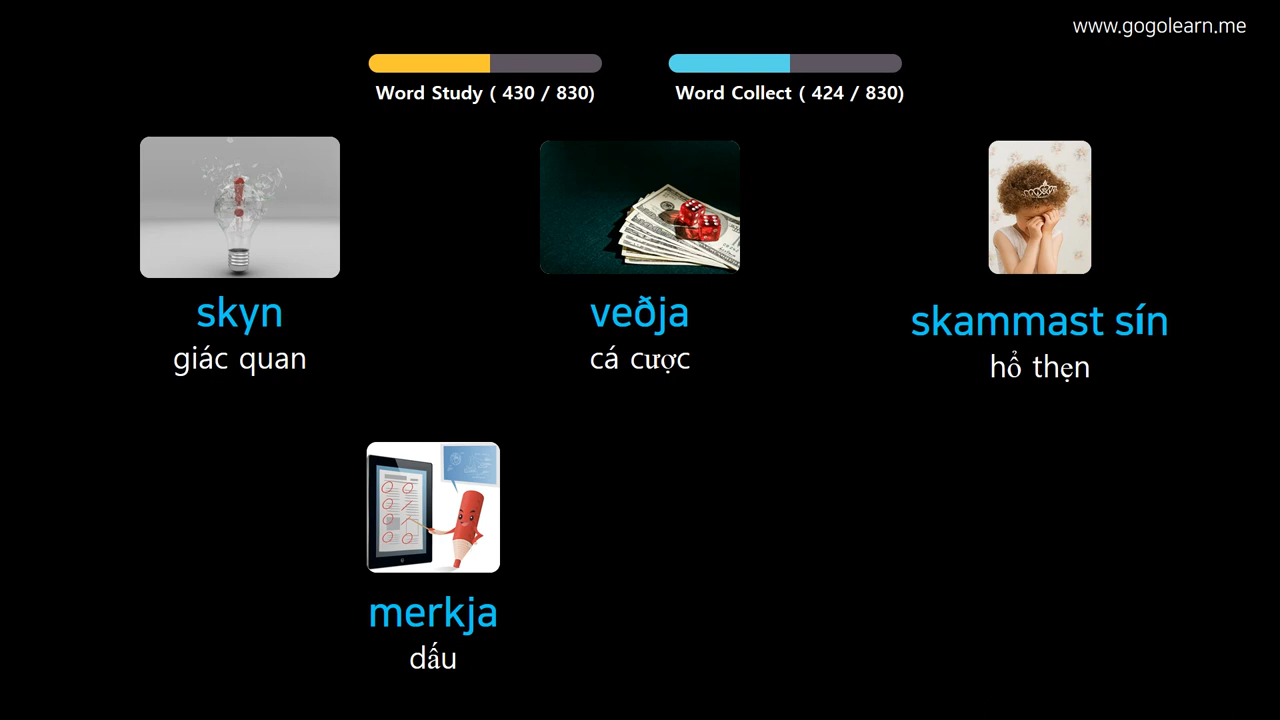 www.gogolearn.me
Word Study ( 430 / 830)
Word Collect ( 424 / 830)
skyn
giác quan
veðja
cá cược
skammast sín
hổ thẹn
merkja
dấu